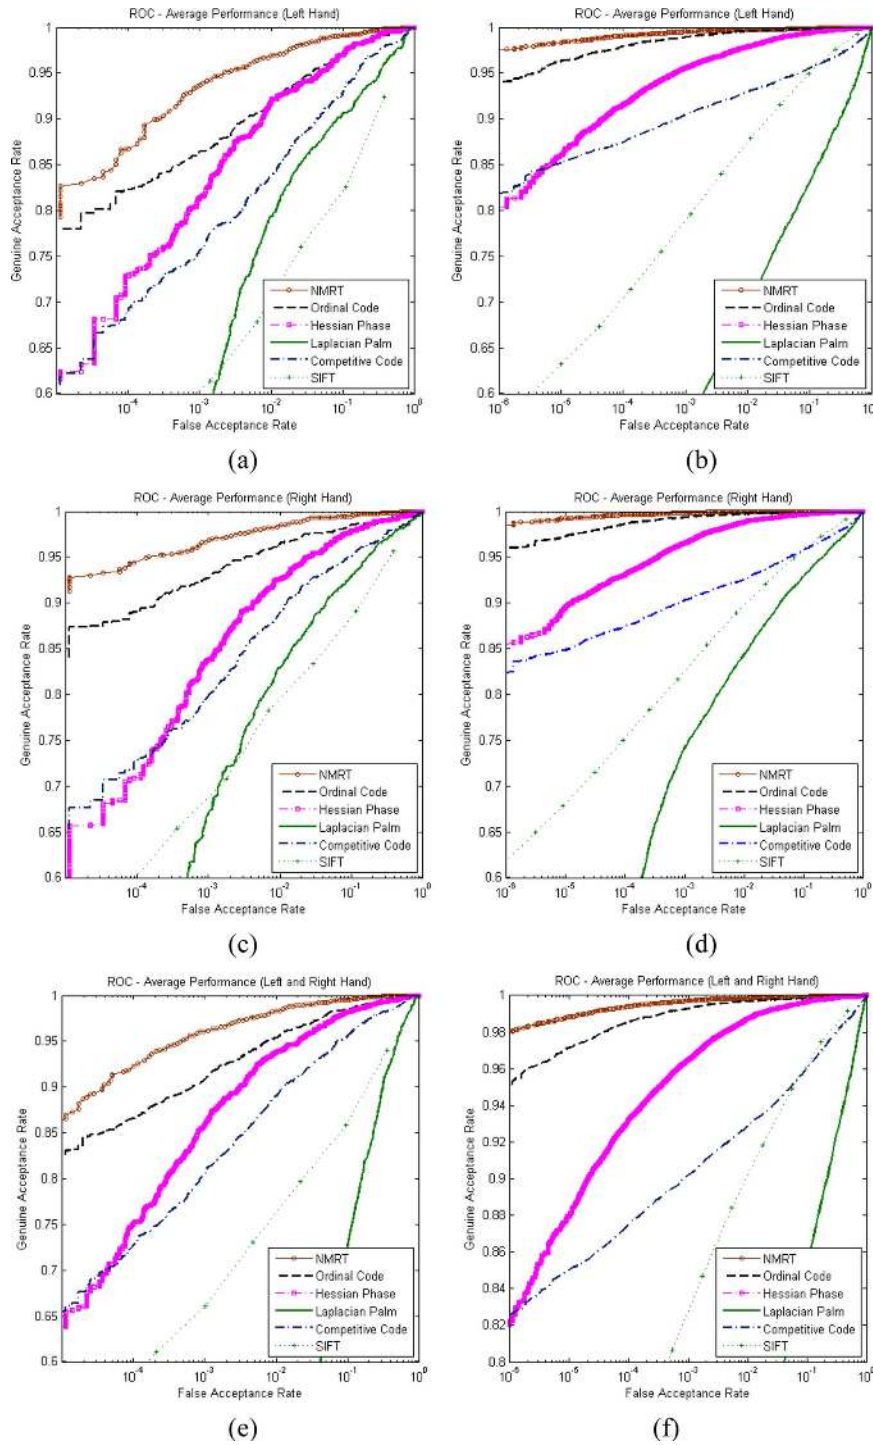 ROC - Average Performance (Left Hand)
1
0.95
0.9
0.85
0.8
0.75
0.7
0.65
0.6
Genuine Acceptance Rate
NMRT
Ordinal Code
Hessian Phase
Laplacian Palm
Competitive Code
SIFT
10^-4 10^-3 10^-2 10^-1 10^0
False Acceptance Rate
(a)
ROC - Average Performance (Left Hand)
1
0.95
0.9
0.85
0.8
0.75
0.7
0.65
0.6
Genuine Acceptance Rate
NMRT
Ordinal Code
Hessian Phase
Laplacian Palm
Competitive Code
SIFT
10^-6 10^-5 10^-4 10^-3 10^-2 10^-1 10^0
False Acceptance Rate
(b)
ROC - Average Performance (Right Hand)
1
0.95
0.9
0.85
0.8
0.75
0.7
0.65
0.6
Genuine Acceptance Rate
NMRT
Ordinal Code
Hessian Phase
Laplacian Palm
Competitive Code
SIFT
10^-4 10^-3 10^-2 10^-1 10^0
False Acceptance Rate
(c)
ROC - Average Performance (Right Hand)
1
0.95
0.9
0.85
0.8
0.75
0.7
0.65
0.6
Genuine Acceptance Rate
NMRT
Ordinal Code
Hessian Phase
Laplacian Palm
Competitive Code
SIFT
10^-6 10^-5 10^-4 10^-3 10^-2 10^-1 10^0
False Acceptance Rate
(d)
ROC - Average Performance (Left and Right Hand)
1
0.95
0.9
0.85
0.8
0.75
0.7
0.65
0.6
Genuine Acceptance Rate
NMRT
Ordinal Code
Hessian Phase
Laplacian Palm
Competitive Code
SIFT
10^-4 10^-3 10^-2 10^-1 10^0
False Acceptance Rate
(e)
ROC - Average Performance (Left and Right Hand)
1
0.98
0.96
0.94
0.92
0.9
0.88
0.86
0.84
0.82
0.8
Genuine Acceptance Rate
NMRT
Ordinal Code
Hessian Phase
Laplacian Palm
Competitive Code
SIFT
10^-6 10^-5 10^-4 10^-3 10^-2 10^-1 10^0
False Acceptance Rate
(f)